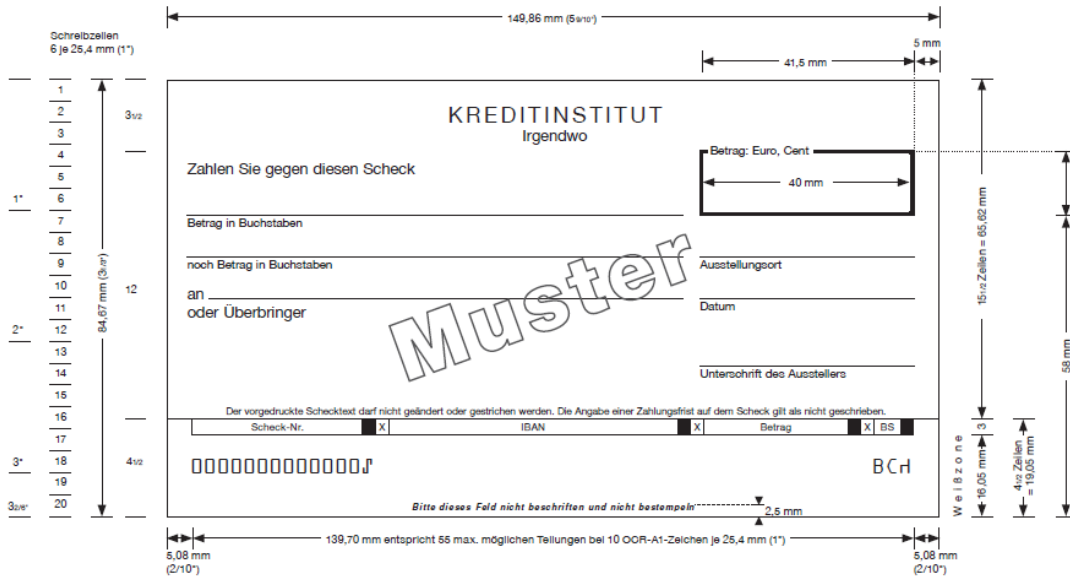 149,86 mm (5 9/10")
Schreibzeilen
6 je 25,4 mm (1")
5 mm
41,5 mm
1
2
3
4
5
6
7
8
9
10
11
12
13
14
15
16
17
18
19
20
3 1/2
12
4 1/2
1"
2"
3"
3 2/6"
84,67 mm (3 1/3")
KREDITINSTITUT
Irgendwo
Zahlen Sie gegen diesen Scheck
Betrag: Euro, Cent
40 mm
Betrag in Buchstaben
noch Betrag in Buchstaben
Ausstellungsort
an
oder Überbringer
Datum
Muster
Unterschrift des Ausstellers
Der vorgedruckte Schecktext darf nicht geändert oder gestrichen werden. Die Angabe einer Zahlungsfrist auf dem Scheck gilt als nicht geschrieben.
Scheck-Nr. X IBAN X Betrag X BS
0000000000000⑀ BC⑁
Bitte dieses Feld nicht beschriften und nicht bestempeln
2,5 mm
15 1/2 Zeilen = 65,62 mm
58 mm
3
16,05 mm
Weißzone
4 1/2 Zeilen
= 19,05 mm
5,08 mm
(2/10")
139,70 mm entspricht 55 max. möglichen Teilungen bei 10 OCR-A1-Zeichen je 25,4 mm (1")
5,08 mm
(2/10")